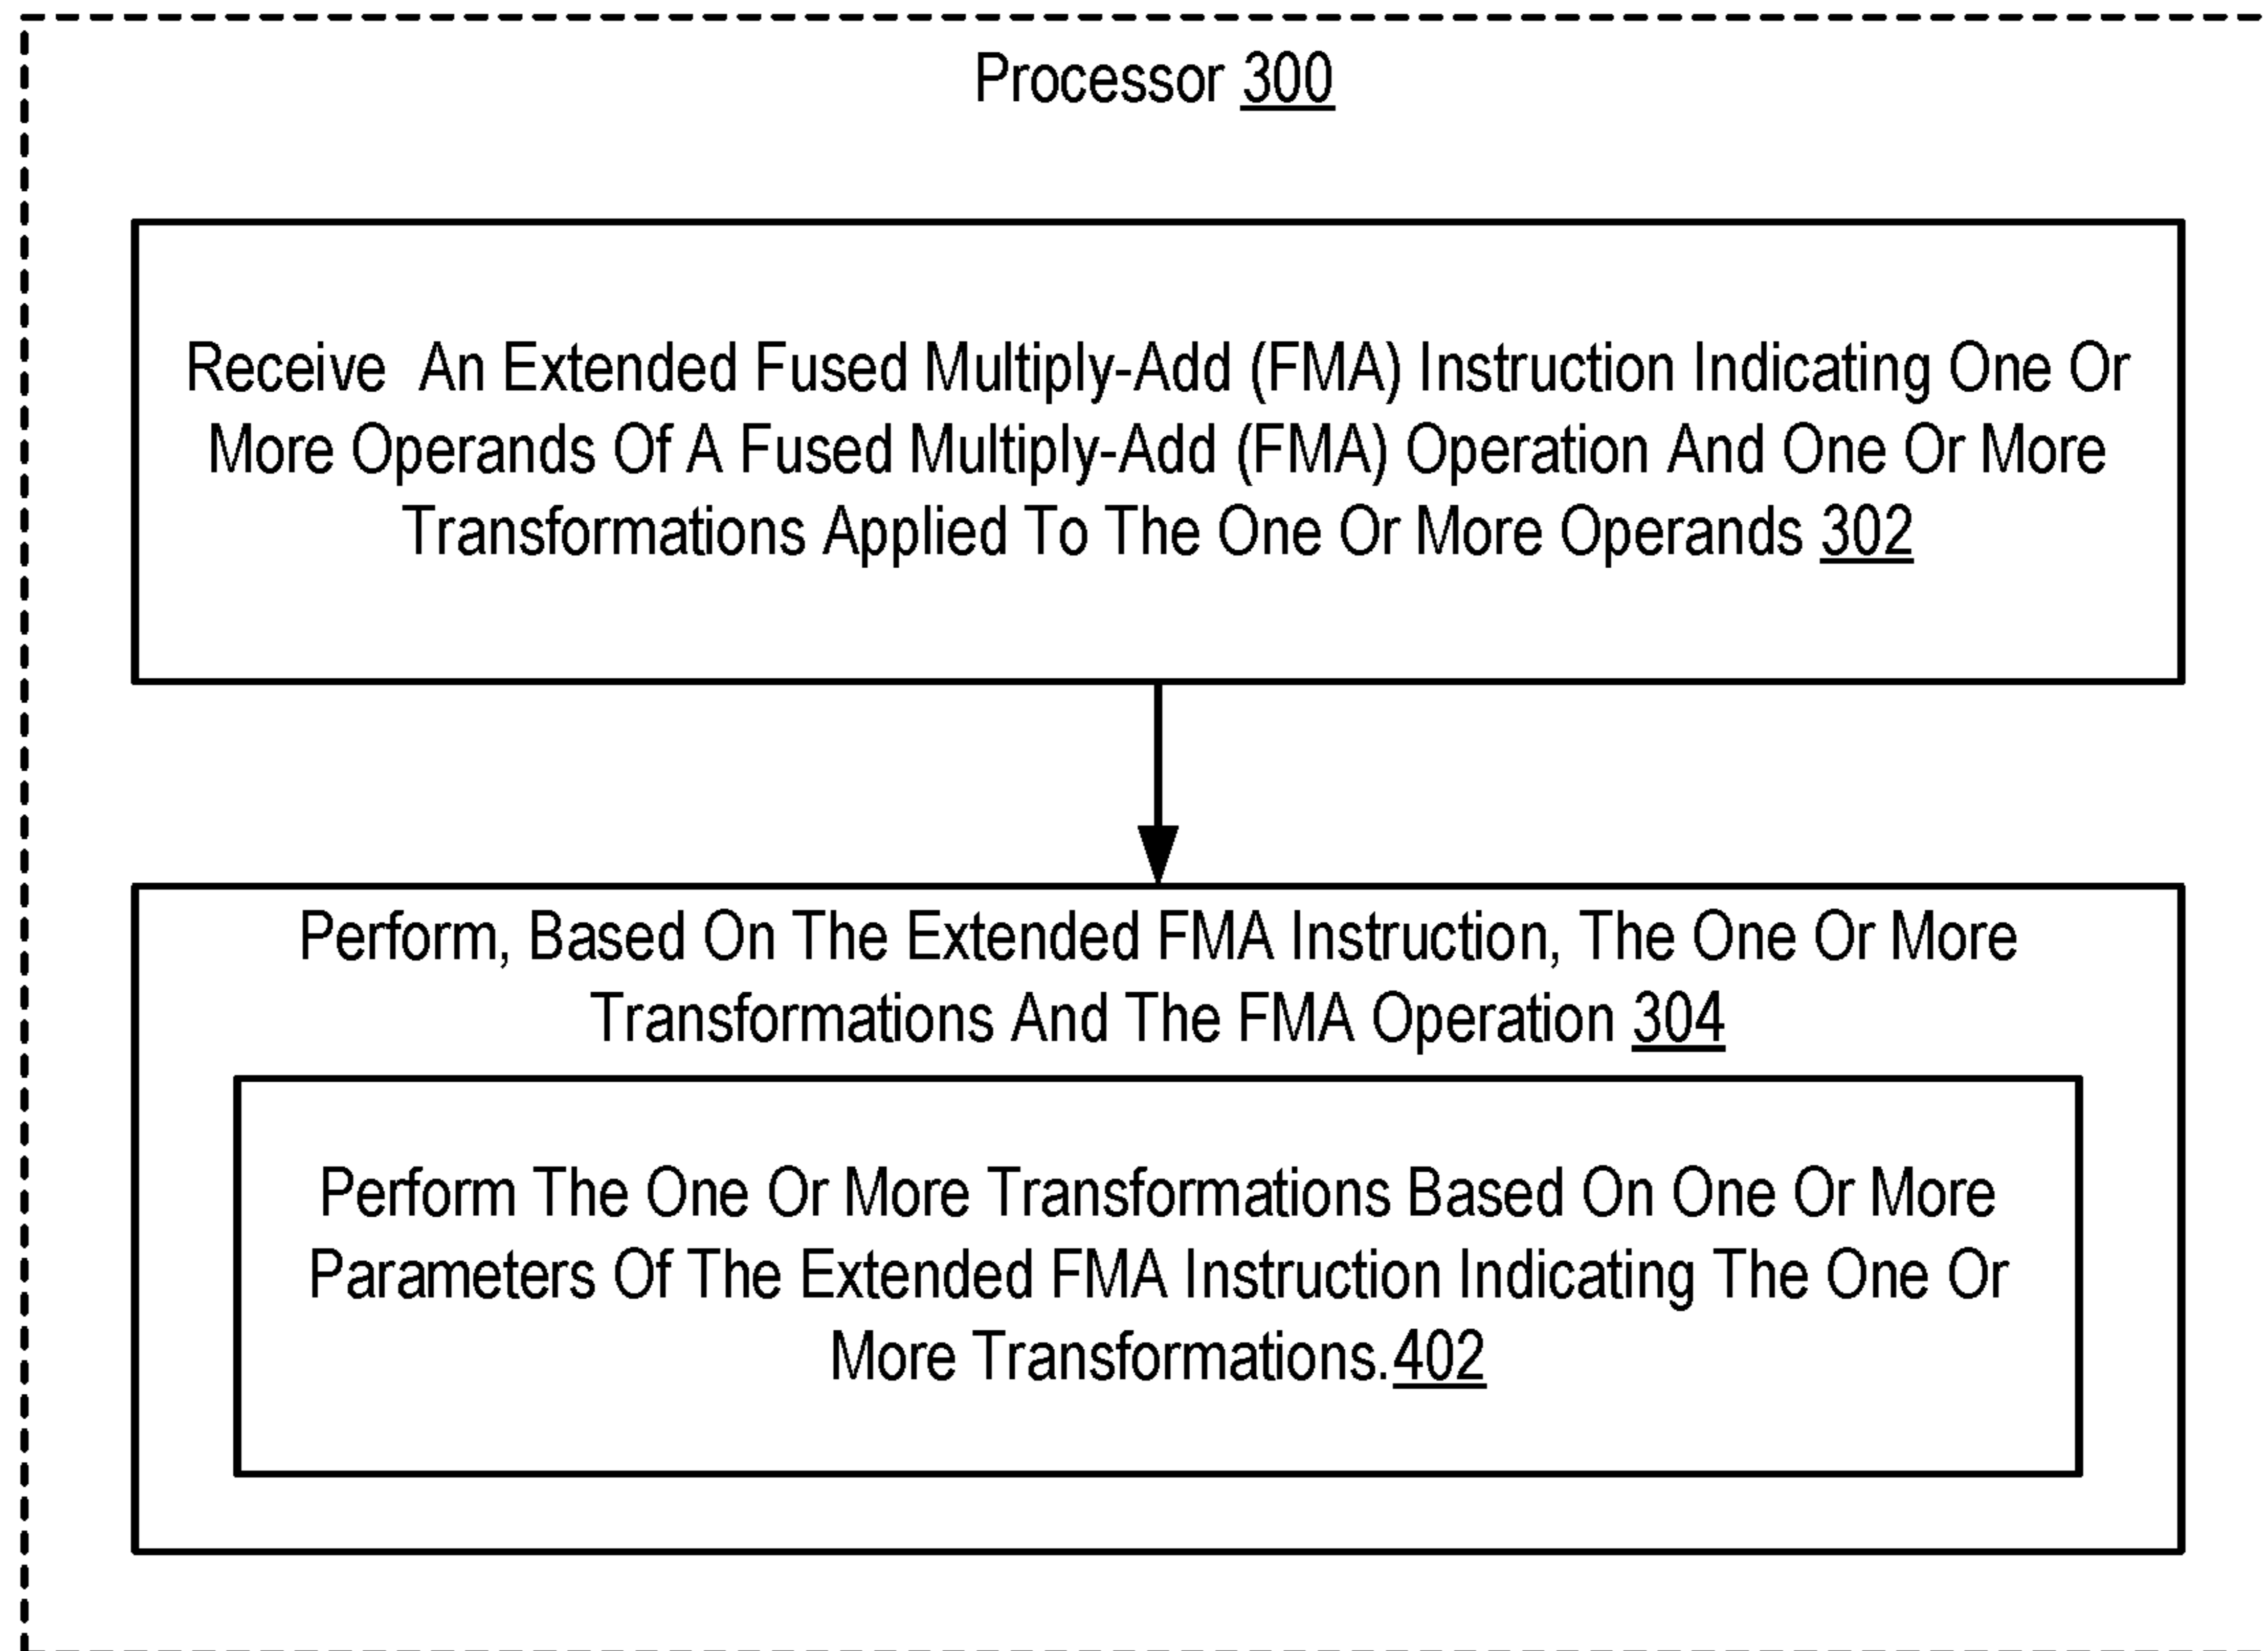 Processor 300
Receive An Extended Fused Multiply-Add (FMA) Instruction Indicating One Or
More Operands Of A Fused Multiply-Add (FMA) Operation And One Or More
Transformations Applied To The One Or More Operands 302
Perform, Based On The Extended FMA Instruction, The One Or More
Transformations And The FMA Operation 304
Perform The One Or More Transformations Based On One Or More
Parameters Of The Extended FMA Instruction Indicating The One Or
More Transformations.402